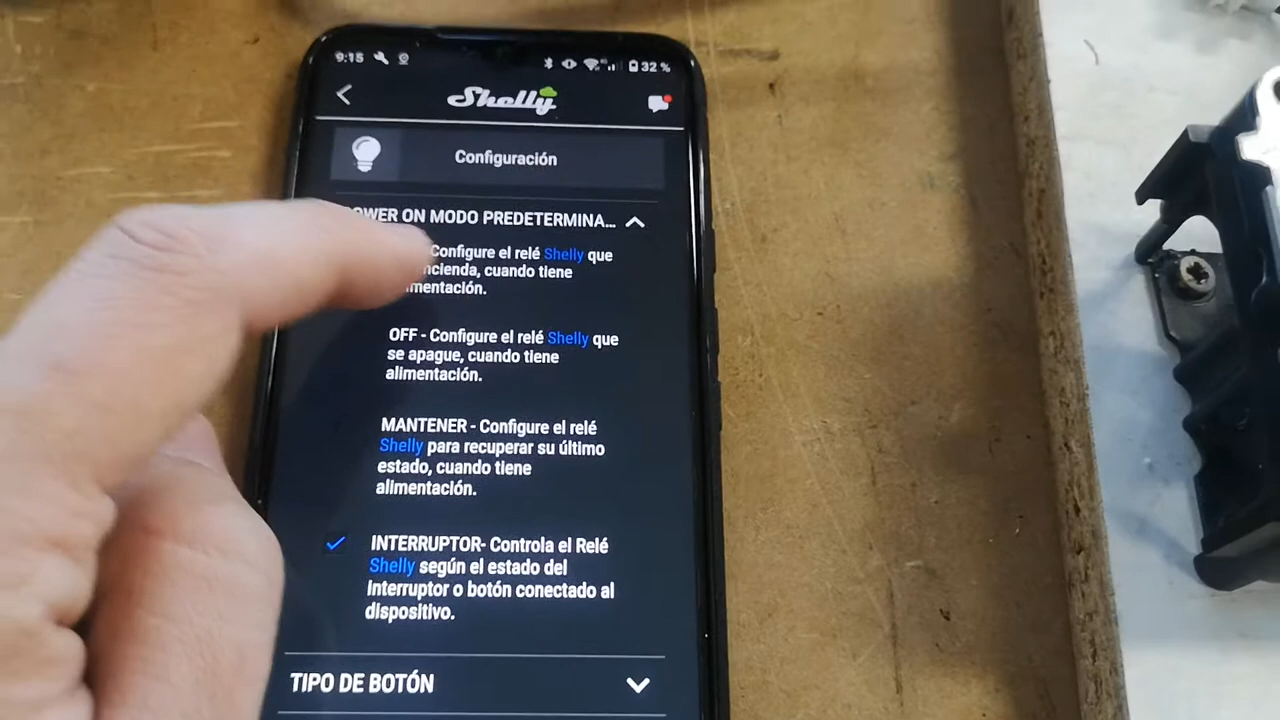 9:15
32 %
Shelly
Configuración
OWER ON MODO PREDETERMINA...
Configure el relé Shelly que
ncienda, cuando tiene
mentación.
OFF - Configure el relé Shelly que
se apague, cuando tiene
alimentación.
MANTENER - Configure el relé
Shelly para recuperar su último
estado, cuando tiene
alimentación.
INTERRUPTOR- Controla el Relé
Shelly según el estado del
Interruptor o botón conectado al
dispositivo.
TIPO DE BOTÓN